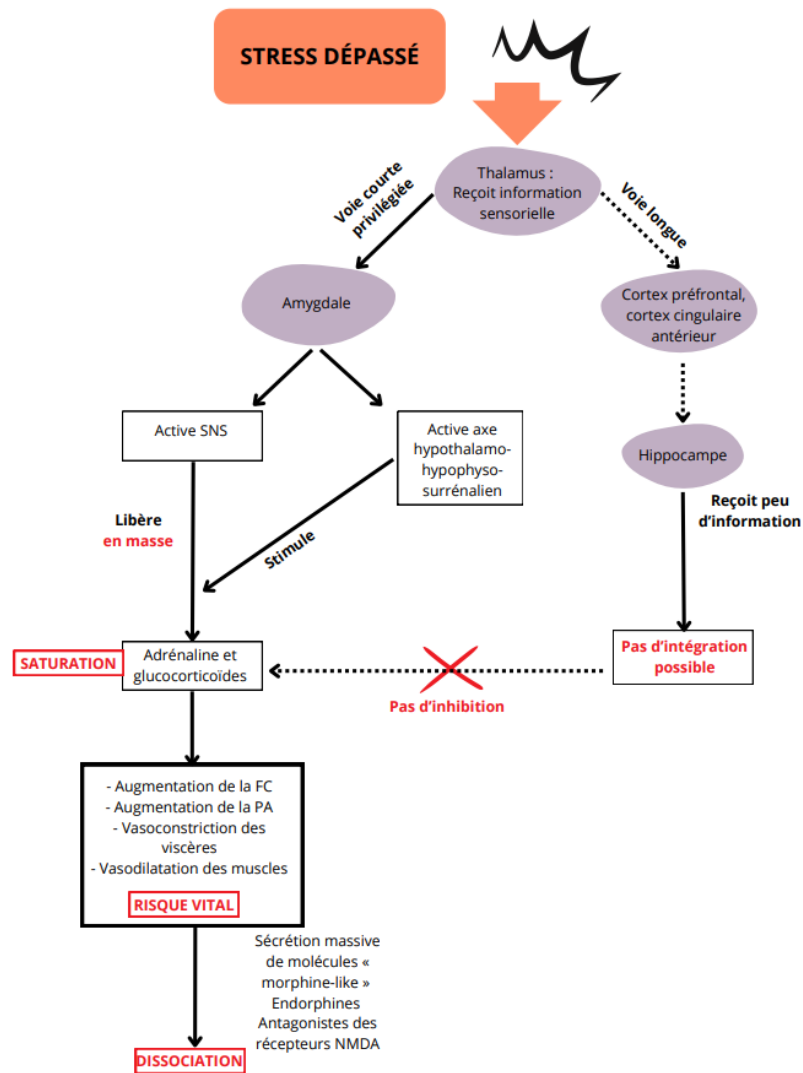 STRESS DÉPASSÉ
Thalamus :
Reçoit information
sensorielle
Voie courte
privilégiée
Voie longue
Amygdale
Cortex préfrontal,
cortex cingulaire
antérieur
Active SNS
Active axe
hypothalamo-
hypophyso-
surrénalien
Hippocampe
Reçoit peu
d’information
Libère
en masse
Stimule
SATURATION
Adrénaline et
glucocorticoïdes
Pas d’inhibition
Pas d’intégration
possible
- Augmentation de la FC
- Augmentation de la PA
- Vasoconstriction des
viscères
- Vasodilatation des muscles
RISQUE VITAL
Sécrétion massive
de molécules «
morphine-like »
Endorphines
Antagonistes des
récepteurs NMDA
DISSOCIATION